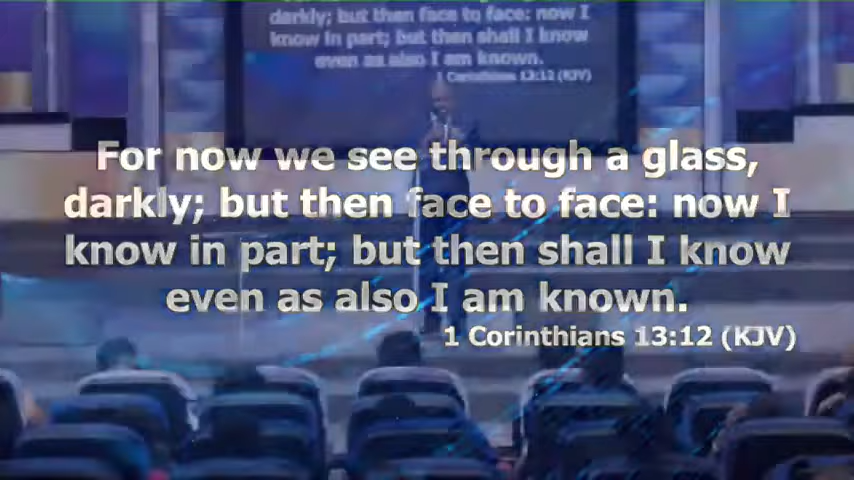 darkly; but then face to face: now I
know in part; but then shall I know
even as also I am known.
1 Corinthians 13:12 (KJV)
For now we see through a glass,
darkly; but then face to face: now I
know in part; but then shall I know
even as also I am known.
1 Corinthians 13:12 (KJV)